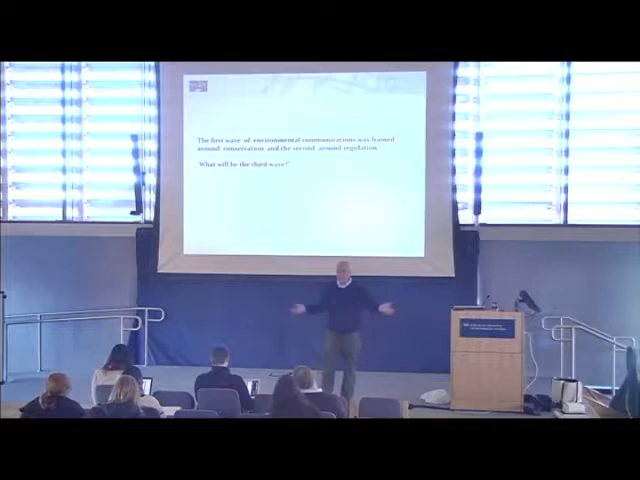 The first wave of environmental communications was framed
around conservation and the second around regulation
"What will be the third wave?"